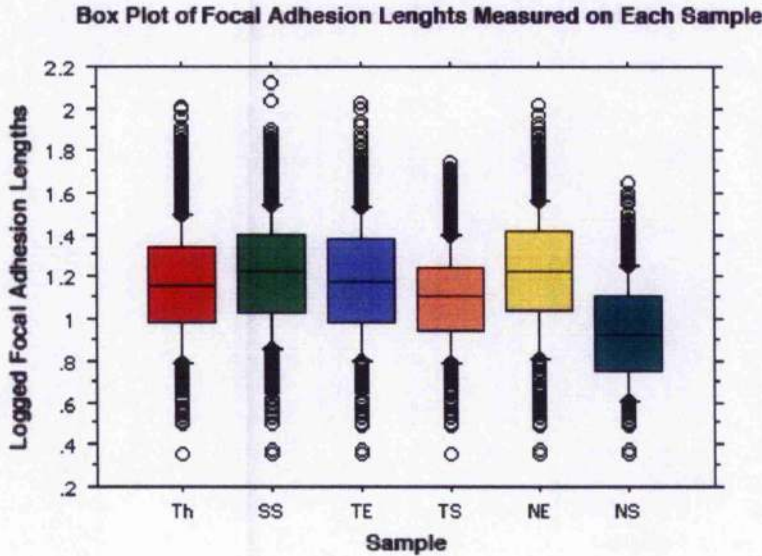 Box Plot of Focal Adhesion Lenghts Measured on Each Sample
Logged Focal Adhesion Lengths
2.2
2
1.8
1.6
1.4
1.2
1
.8
.6
.4
.2
Th SS TE TS NE NS
Sample